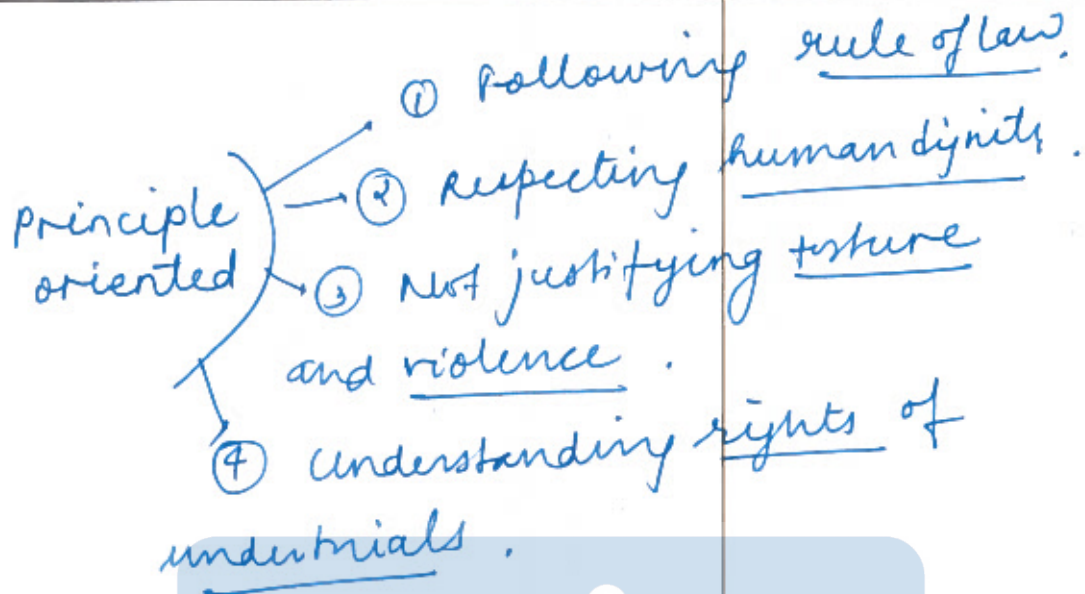 ① Following rule of law.
② Respecting human dignity.
principle
oriented
③ Not justifying torture
and violence.
④ Understanding rights of
undertrials.